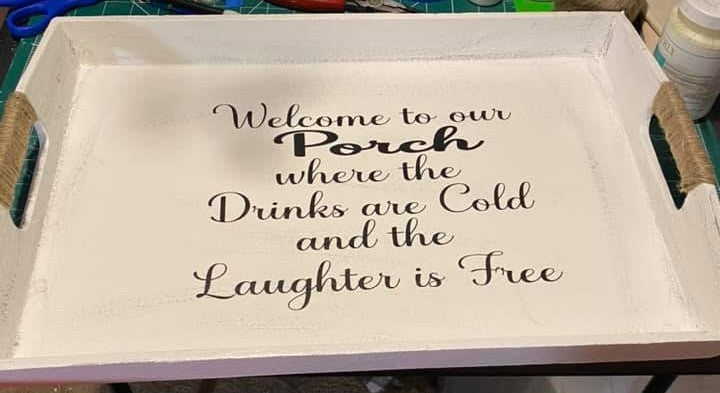 Welcome to our
Porch
where the
Drinks are Cold
and the
Laughter is Free